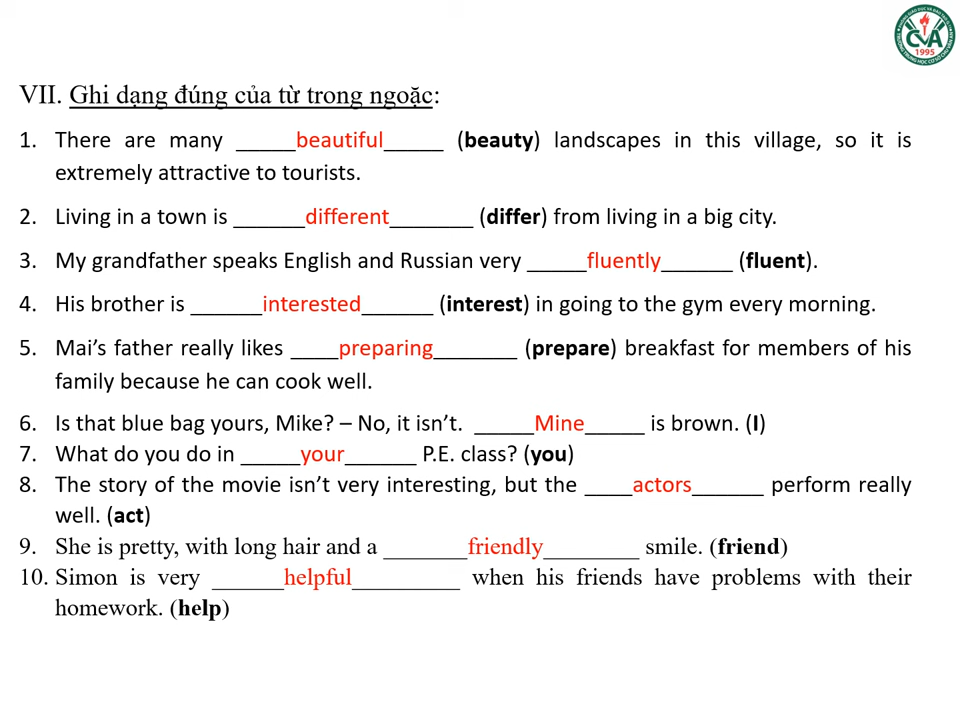 CVA
1995
VII. Ghi dạng đúng của từ trong ngoặc:
1. There are many _____beautiful_____ (beauty) landscapes in this village, so it is
extremely attractive to tourists.
2. Living in a town is ______different_______ (differ) from living in a big city.
3. My grandfather speaks English and Russian very _____fluently______ (fluent).
4. His brother is ______interested______ (interest) in going to the gym every morning.
5. Mai’s father really likes ____preparing_______ (prepare) breakfast for members of his
family because he can cook well.
6. Is that blue bag yours, Mike? – No, it isn’t. _____Mine_____ is brown. (I)
7. What do you do in _____your______ P.E. class? (you)
8. The story of the movie isn’t very interesting, but the ____actors______ perform really
well. (act)
9. She is pretty, with long hair and a _______friendly________ smile. (friend)
10. Simon is very ______helpful_________ when his friends have problems with their
homework. (help)